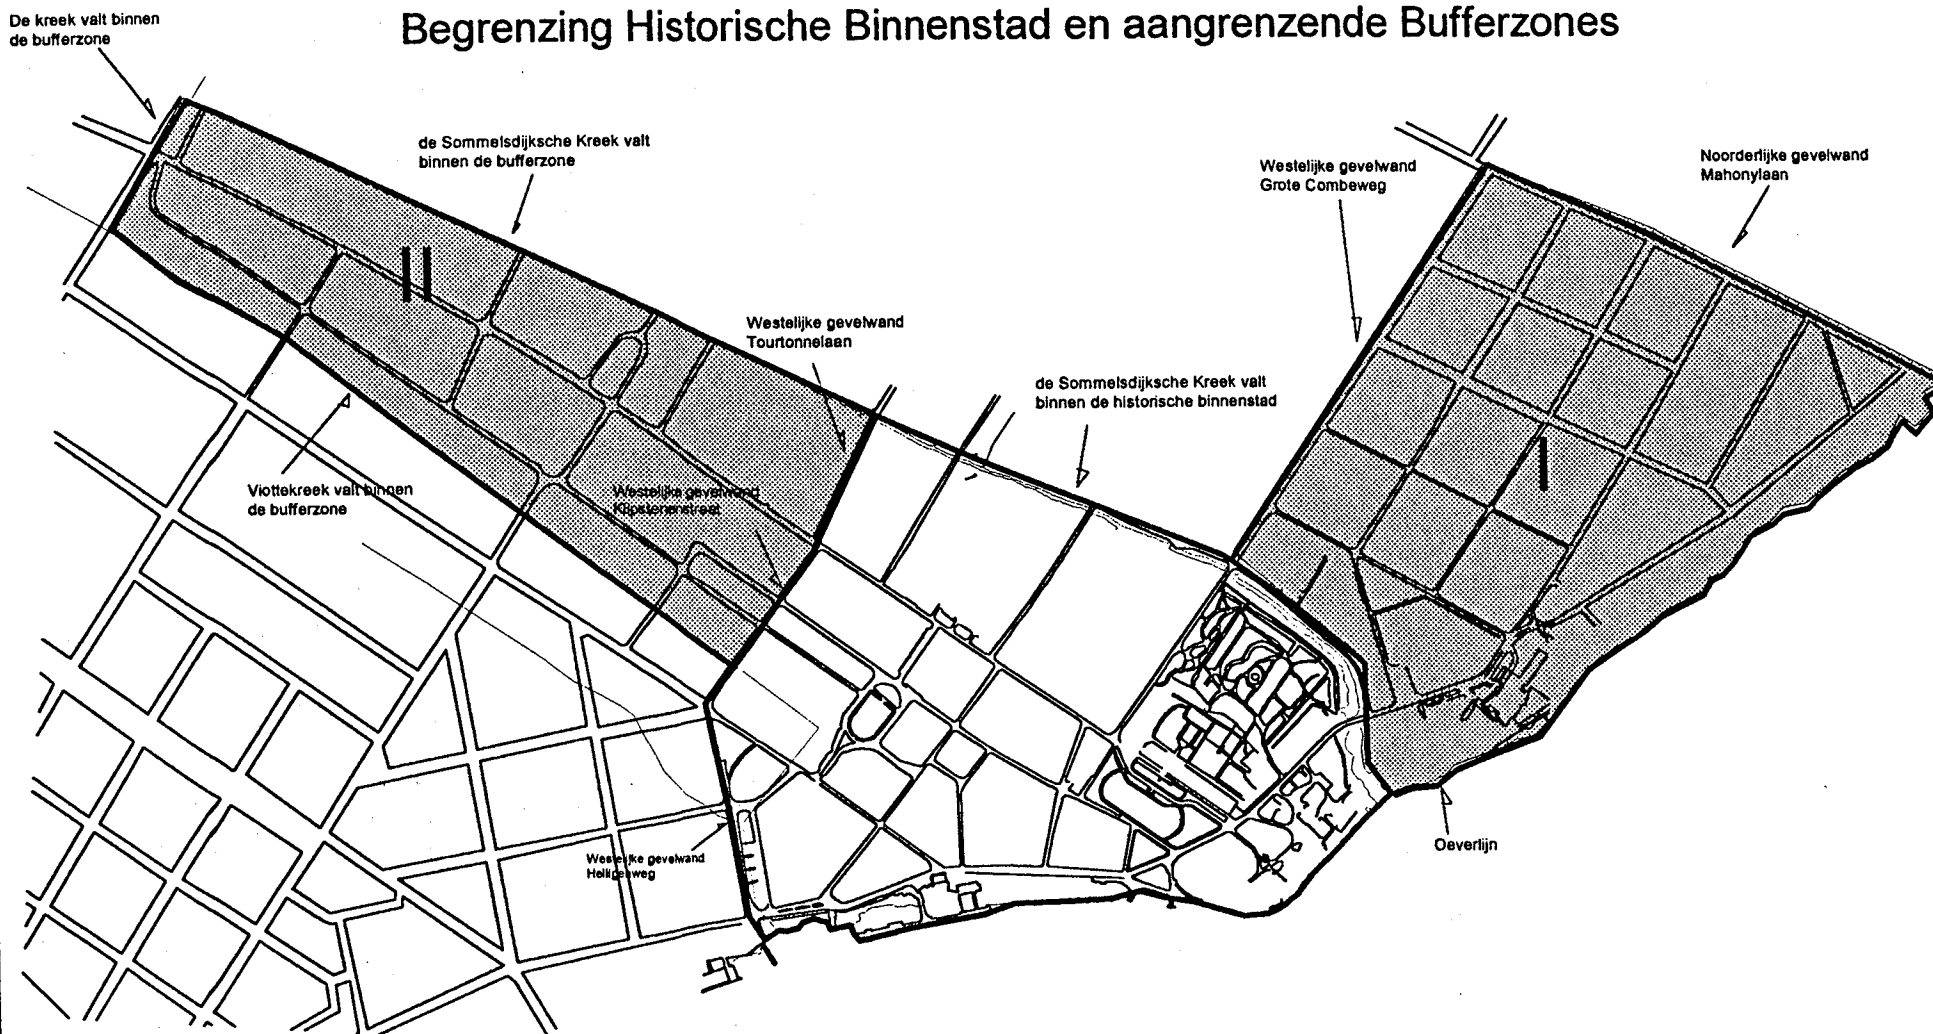 Begrenzing Historische Binnenstad en aangrenzende Bufferzones
De kreek valt binnen
de bufferzone
de Sommelsdijksche Kreek valt
binnen de bufferzone
Westelijke gevelwand
Grote Combeweg
Noorderlijke gevelwand
Mahonylaan
II
Westelijke gevelwand
Tourtonnelaan
de Sommelsdijksche Kreek valt
binnen de historische binnenstad
I
Viottekreek valt binnen
de bufferzone
Westelijke gevelwand
Klipstenenstraat
Westelijke gevelwand
Heiligenweg
Oeverlijn